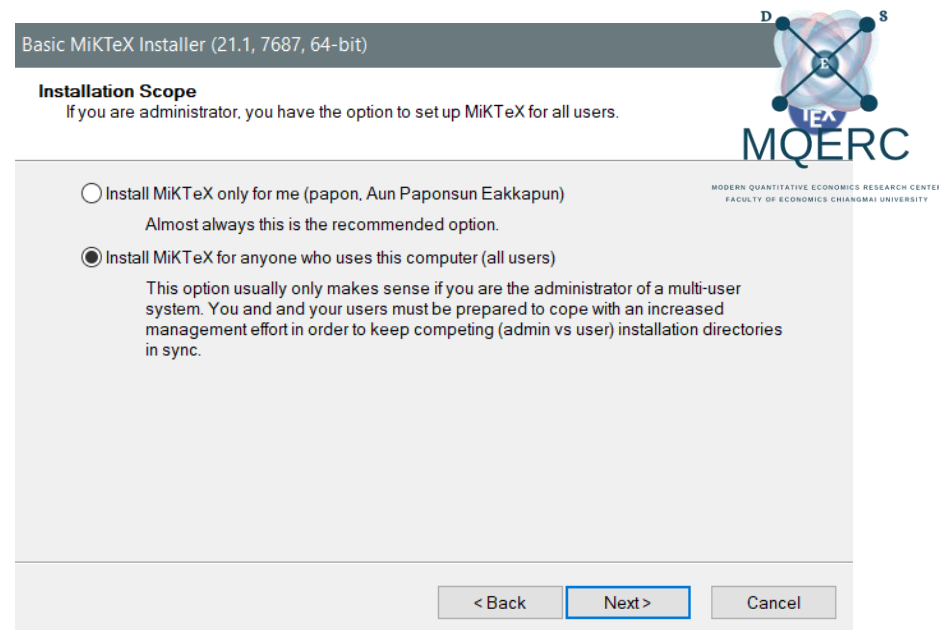 D S
Basic MiKTeX Installer (21.1, 7687, 64-bit)
E
Installation Scope
If you are administrator, you have the option to set up MiKTeX for all users.
TEX
MQERC
MODERN QUANTITATIVE ECONOMICS RESEARCH CENTER
FACULTY OF ECONOMICS CHIANGMAI UNIVERSITY
Install MiKTeX only for me (papon, Aun Paponsun Eakkapun)
Almost always this is the recommended option.
Install MiKTeX for anyone who uses this computer (all users)
This option usually only makes sense if you are the administrator of a multi-user
system. You and and your users must be prepared to cope with an increased
management effort in order to keep competing (admin vs user) installation directories
in sync.
< Back Next > Cancel